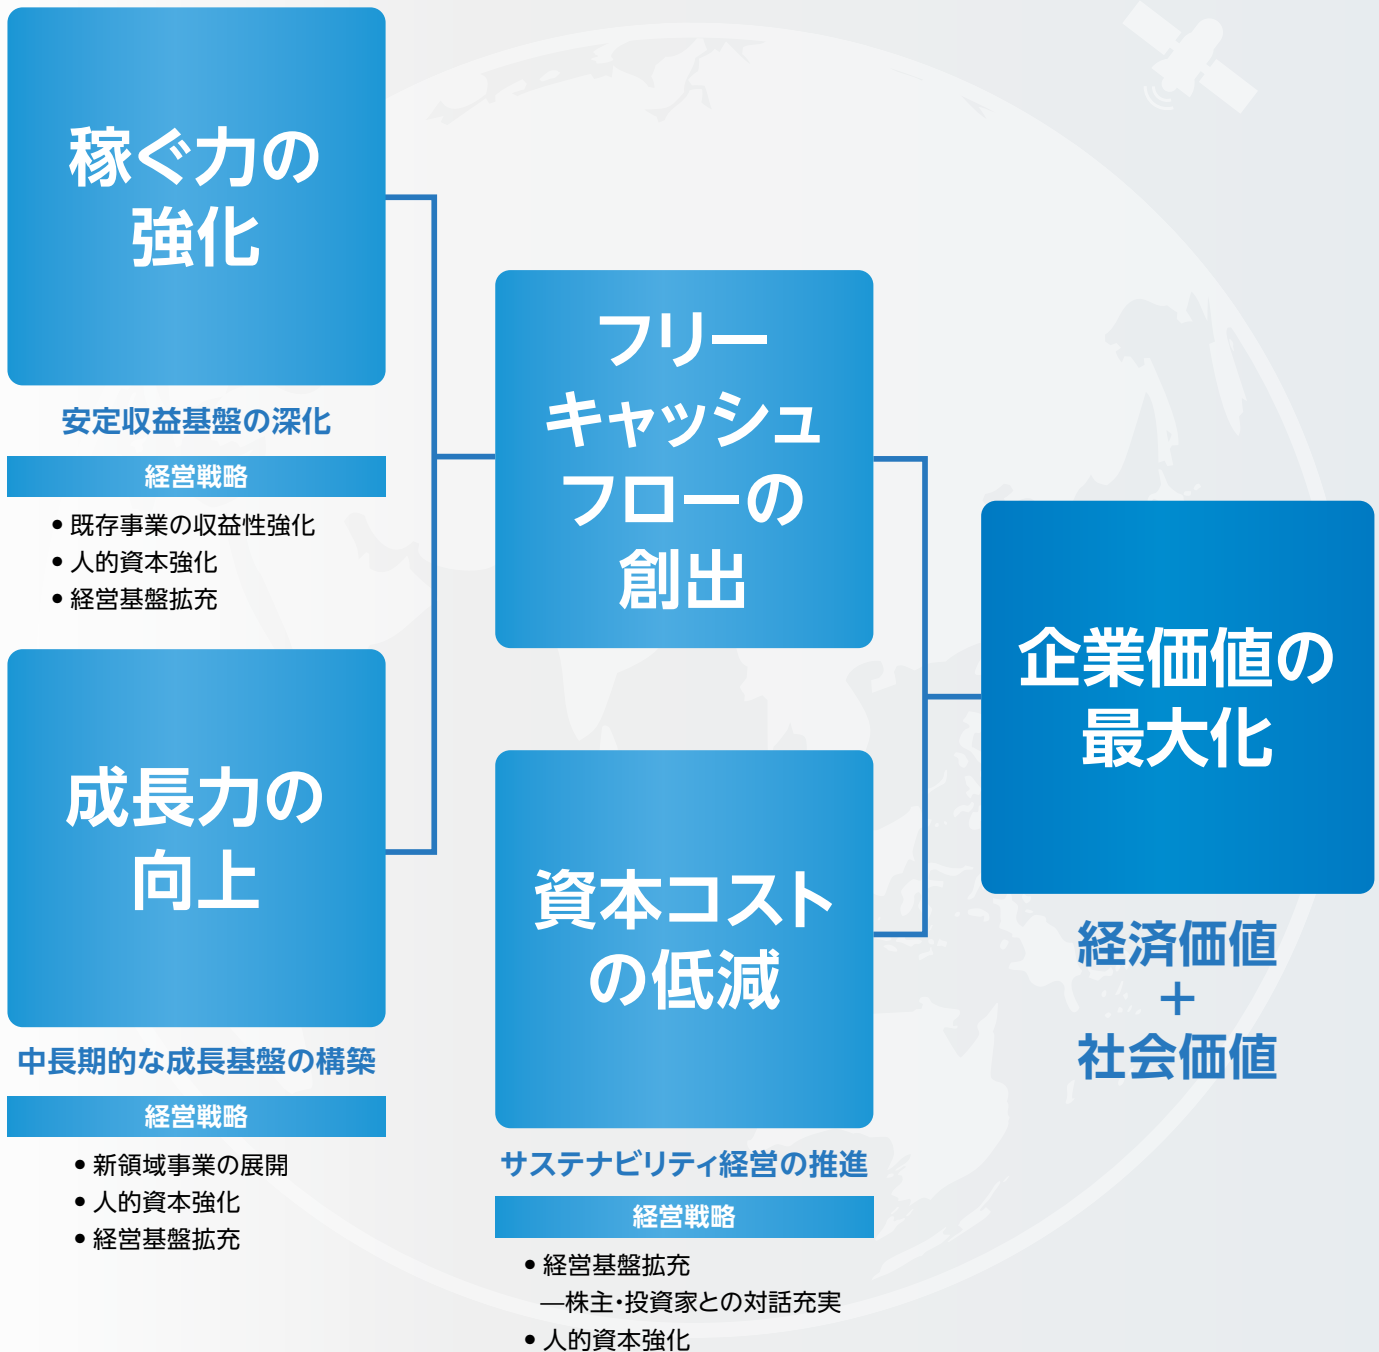 稼ぐ力の
強化
安定収益基盤の深化
経営戦略
• 既存事業の収益性強化
• 人的資本強化
• 経営基盤拡充
成長力の
向上
中長期的な成長基盤の構築
経営戦略
• 新領域事業の展開
• 人的資本強化
• 経営基盤拡充
フリー
キャッシュ
フローの
創出
資本コスト
の低減
サステナビリティ経営の推進
経営戦略
• 経営基盤拡充
―株主・投資家との対話充実
• 人的資本強化
企業価値の
最大化
経済価値
＋
社会価値